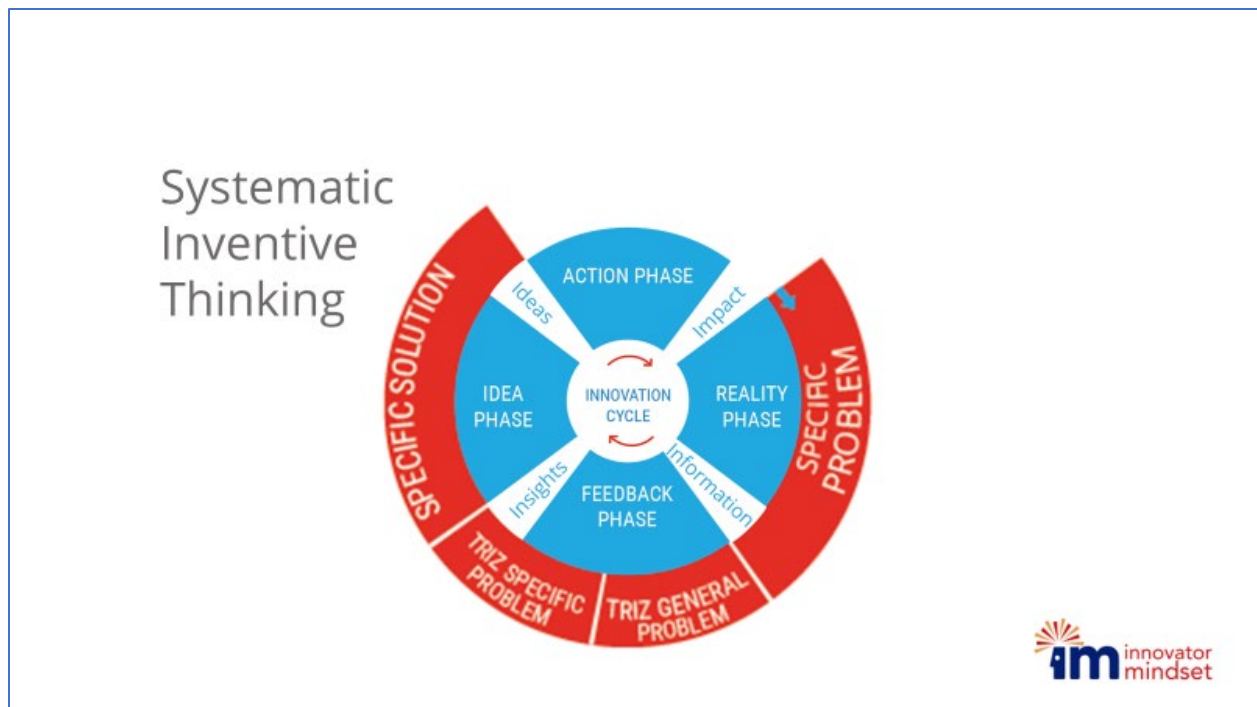 Systematic
Inventive
Thinking
SPECIFIC SOLUTION
Ideas
ACTION PHASE
Impact
IDEA
PHASE
INNOVATION
CYCLE
REALITY
PHASE
SPECIFIC
PROBLEM
Insights
FEEDBACK
PHASE
Information
TRIZ SPECIFIC
PROBLEM
TRIZ GENERAL
PROBLEM
im innovator
mindset